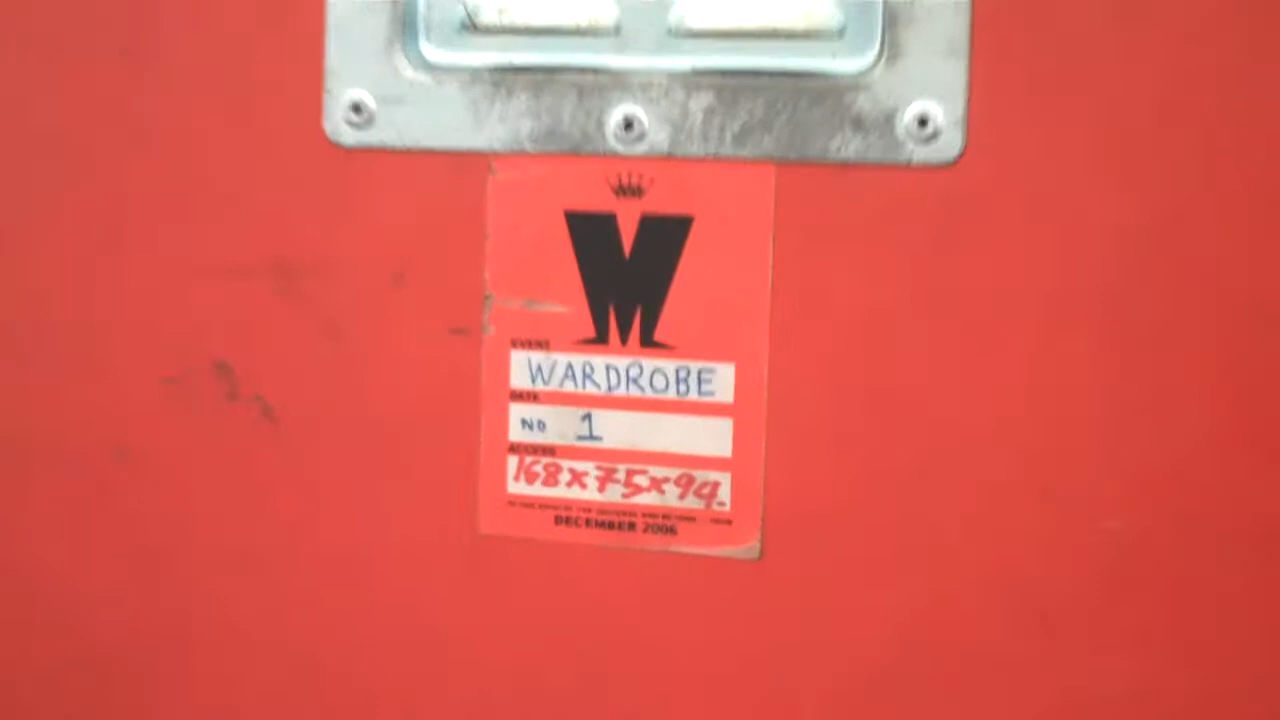 M
EVENT
WARDROBE
DATE
NO 1
ACCESS
168x75x94.
DECEMBER 2006